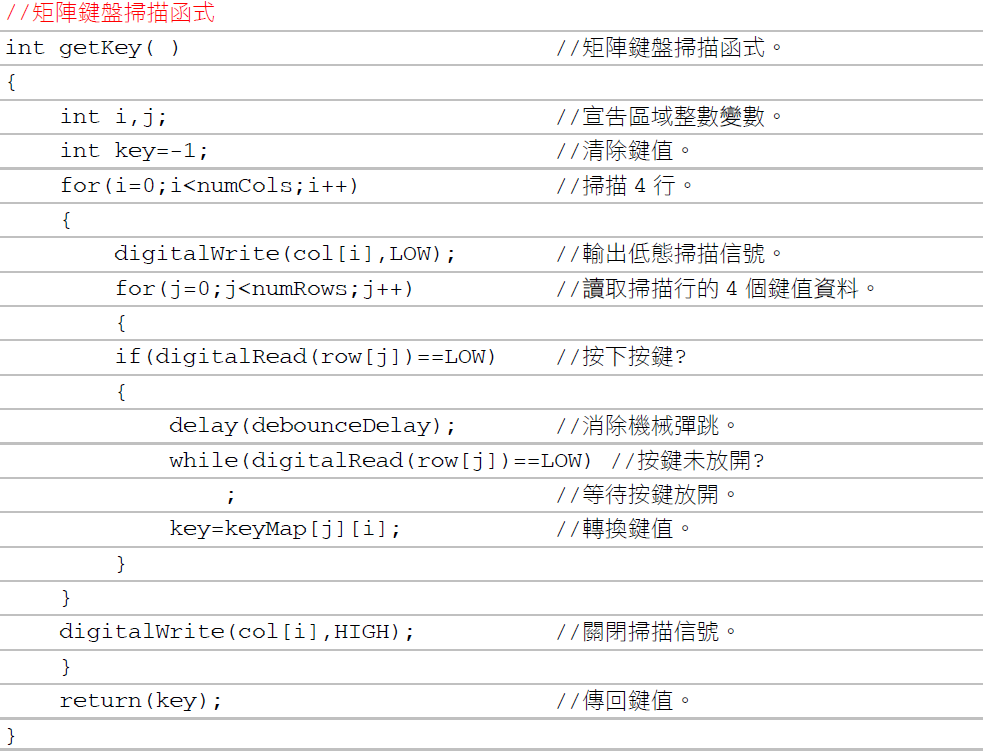 //矩陣鍵盤掃描函式
int getKey( ) //矩陣鍵盤掃描函式。
{
int i,j; //宣告區域整數變數。
int key=-1; //清除鍵值。
for(i=0;i<numCols;i++) //掃描 4 行。
{
digitalWrite(col[i],LOW); //輸出低態掃描信號。
for(j=0;j<numRows;j++) //讀取掃描行的 4 個鍵值資料。
{
if(digitalRead(row[j])==LOW) //按下按鍵?
{
delay(debounceDelay); //消除機械彈跳。
while(digitalRead(row[j])==LOW) //按鍵未放開?
; //等待按鍵放開。
key=keyMap[j][i]; //轉換鍵值。
}
}
digitalWrite(col[i],HIGH); //關閉掃描信號。
}
return(key); //傳回鍵值。
}